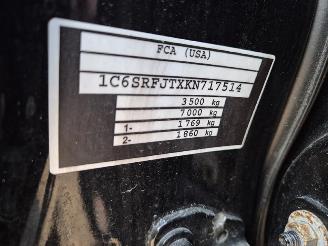 FCA (USA)
1C6SRFJTXKN717514
3500 kg
7000 kg
1- 1769 kg
2- 1860 kg